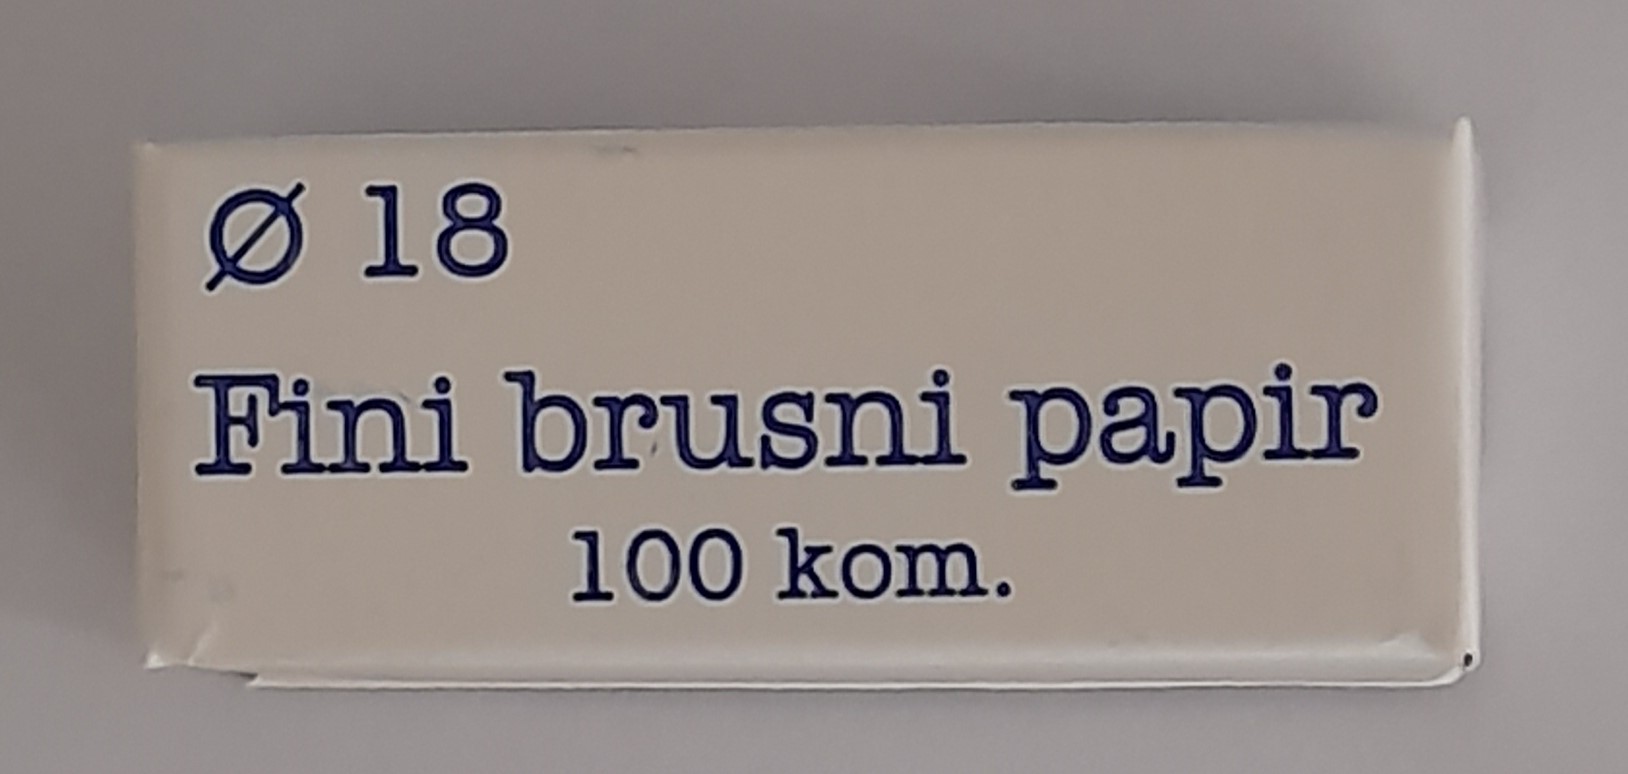 Ø 18
Fini brusni papir
100 kom.